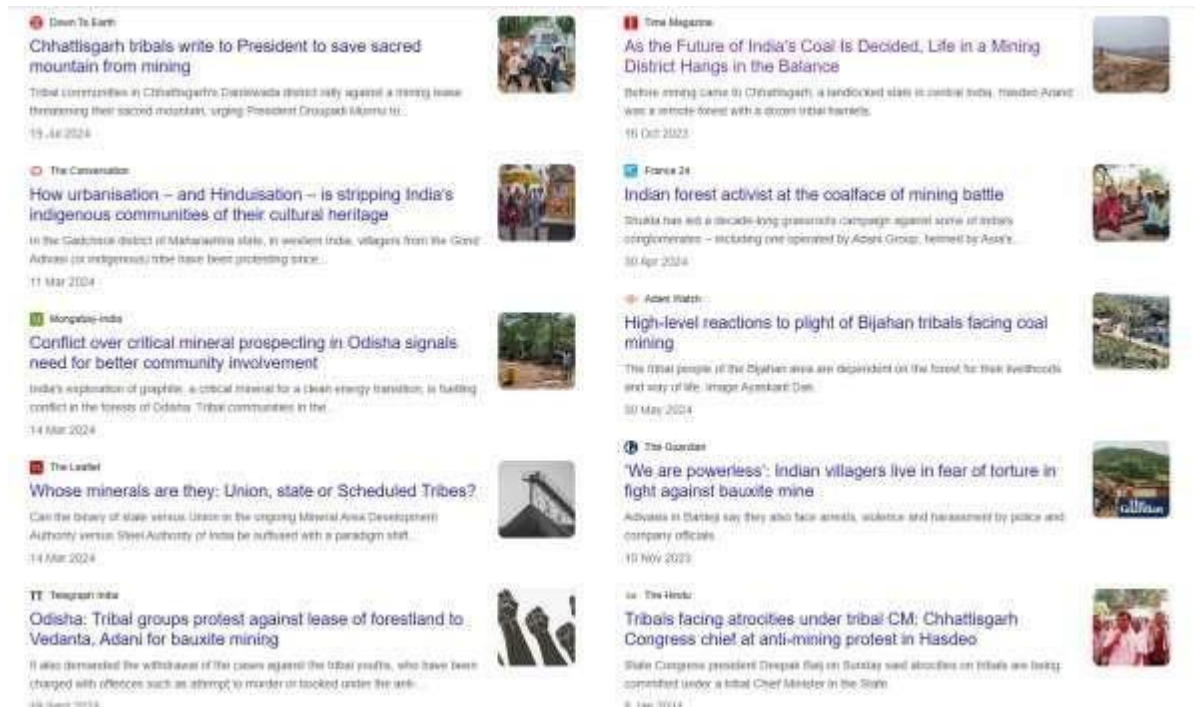 Down To Earth
Chhattisgarh tribals write to President to save sacred
mountain from mining
Tribal communities in Chhattisgarh's Dantewada district rally against a mining lease
threatening their sacred mountain, urging President Droupadi Murmu to...
19 Jul 2024
The Conversation
How urbanisation – and Hinduisation – is stripping India's
indigenous communities of their cultural heritage
In the Gadchiroli district of Maharashtra state, in western India, villagers from the Gond
Adivasi (or indigenous) tribe have been protesting since...
11 Mar 2024
Mongabay-India
Conflict over critical mineral prospecting in Odisha signals
need for better community involvement
India's exploration of graphite, a critical mineral for a clean energy transition, is fuelling
conflict in the forests of Odisha. Tribal communities in the...
14 Mar 2024
The Leaflet
Whose minerals are they: Union, state or Scheduled Tribes?
Can the binary of state versus Union in the ongoing Mineral Area Development
Authority versus Steel Authority of India be suffused with a paradigm shift...
14 Mar 2024
TT Telegraph India
Odisha: Tribal groups protest against lease of forestland to
Vedanta, Adani for bauxite mining
It also demanded the withdrawal of the cases against the tribal youths, who have been
charged with offences such as attempt to murder or booked under the anti-...
Sept
Time Magazine
As the Future of India's Coal Is Decided, Life in a Mining
District Hangs in the Balance
Before mining came to Chhattisgarh, a landlocked state in central India, Hasdeo Arand
was a remote forest with a dozen tribal hamlets.
16 Oct 2023
France 24
Indian forest activist at the coalface of mining battle
Shukla has led a decade-long grassroots campaign against some of India's
conglomerates – including one operated by Adani Group, helmed by Asia's...
30 Apr 2024
Adani Watch
High-level reactions to plight of Bijahan tribals facing coal
mining
The tribal people of the Bijahan area are dependent on the forest for their livelihoods
and way of life. Image Ayaskant Das.
30 May 2024
The Guardian
'We are powerless': Indian villagers live in fear of torture in
fight against bauxite mine
Adivasis in say they also face arrests, violence and harassment by police and
company officials.
10 Nov 2023
The Guardian
The Hindu
Tribals facing atrocities under tribal CM: Chhattisgarh
Congress chief at anti-mining protest in Hasdeo
State Congress president Deepak Baij on Sunday said atrocities on tribals are being
committed under a tribal Chief Minister in the State.
Jan 2024